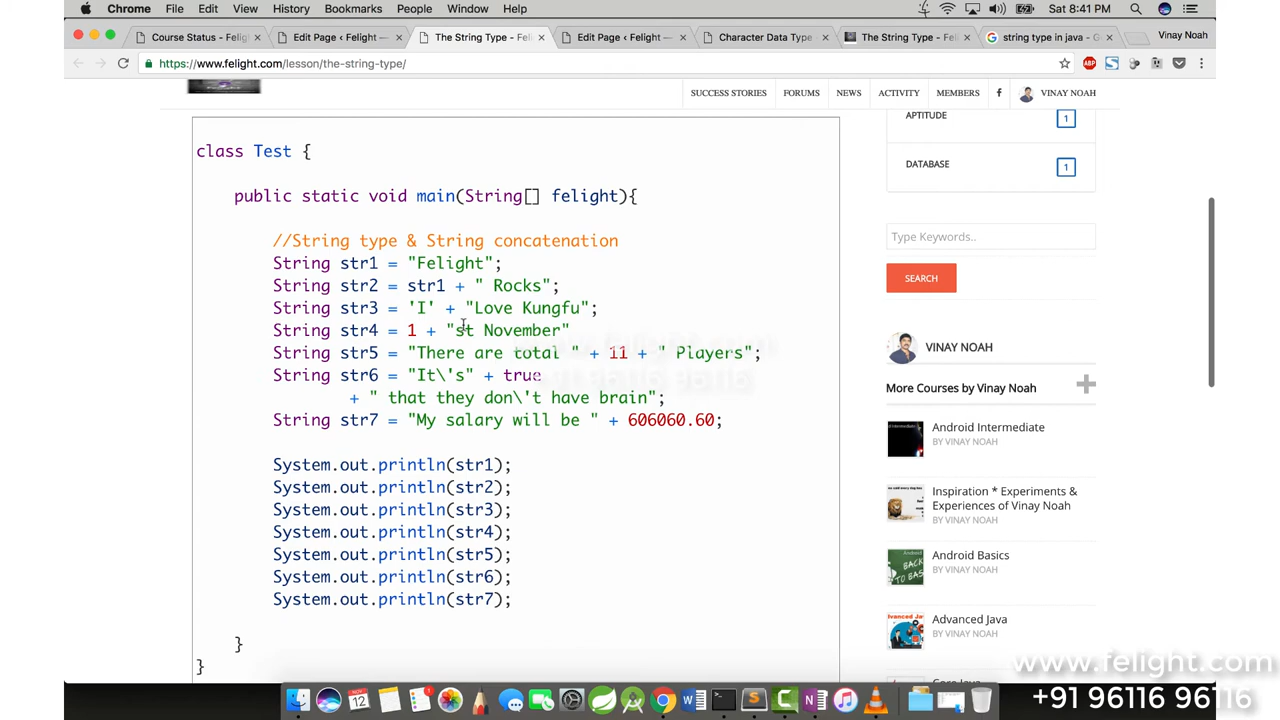 Chrome File Edit View History Bookmarks People Window Help Sat 8:41 PM
Course Status - Felig
Edit Page ‹ Felight —
The String Type - Feli
Edit Page ‹ Felight —
Character Data Type
The String Type - Feli
string type in java - Go
Vinay Noah
https://www.felight.com/lesson/the-string-type/
SUCCESS STORIES FORUMS NEWS ACTIVITY MEMBERS VINAY NOAH
class Test {
public static void main(String[] felight){
//String type & String concatenation
String str1 = "Felight";
String str2 = str1 + " Rocks";
String str3 = 'I' + "Love Kungfu";
String str4 = 1 + "st November"
String str5 = "There are total " + 11 + " Players";
String str6 = "It\'s" + true
+ " that they don\'t have brain";
String str7 = "My salary will be " + 606060.60;
System.out.println(str1);
System.out.println(str2);
System.out.println(str3);
System.out.println(str4);
System.out.println(str5);
System.out.println(str6);
System.out.println(str7);
}
}
APTITUDE 1
DATABASE 1
Type Keywords..
SEARCH
VINAY NOAH
More Courses by Vinay Noah
Android Intermediate
BY VINAY NOAH
Inspiration * Experiments &
Experiences of Vinay Noah
BY VINAY NOAH
Android Basics
BY VINAY NOAH
Advanced Java
BY VINAY NOAH
www.felight.com
+91 96116 96116